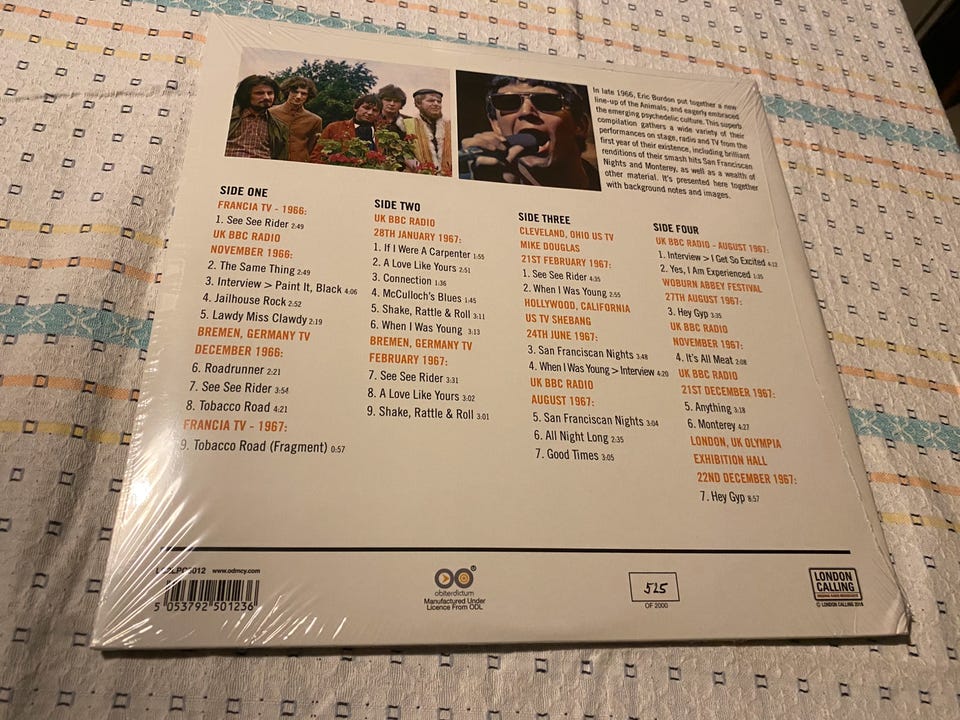 In late 1966, Eric Burdon put together a new
line-up of the Animals, and eagerly embraced
the emerging psychedelic culture. This superb
compilation gathers a wide variety of their
performances on stage, radio and TV from the
first year of their existence, including brilliant
renditions of their smash hits San Franciscan
Nights and Monterey, as well as a wealth of
other material. It's presented here together
with background notes and images.
SIDE ONE
FRANCIA TV - 1966:
1. See See Rider 2:49
UK BBC RADIO
NOVEMBER 1966:
2. The Same Thing 2:49
3. Interview > Paint It, Black 4:06
4. Jailhouse Rock 2:52
5. Lawdy Miss Clawdy 2:19
BREMEN, GERMANY TV
DECEMBER 1966:
6. Roadrunner 2:21
7. See See Rider 3:54
8. Tobacco Road 4:21
FRANCIA TV - 1967:
9. Tobacco Road (Fragment) 0:57
SIDE TWO
UK BBC RADIO
28TH JANUARY 1967:
1. If I Were A Carpenter 1:55
2. A Love Like Yours 2:51
3. Connection 1:36
4. McCulloch's Blues 1:45
5. Shake, Rattle & Roll 3:11
6. When I Was Young 3:13
BREMEN, GERMANY TV
FEBRUARY 1967:
7. See See Rider 3:31
8. A Love Like Yours 3:02
9. Shake, Rattle & Roll 3:01
SIDE THREE
CLEVELAND, OHIO US TV
MIKE DOUGLAS
21ST FEBRUARY 1967:
1. See See Rider 4:35
2. When I Was Young 2:55
HOLLYWOOD, CALIFORNIA
US TV SHEBANG
24TH JUNE 1967:
3. San Franciscan Nights 3:48
4. When I Was Young > Interview 4:20
UK BBC RADIO
AUGUST 1967:
5. San Franciscan Nights 3:04
6. All Night Long 2:35
7. Good Times 3:05
SIDE FOUR
UK BBC RADIO - AUGUST 1967:
1. Interview > I Get So Excited 4:12
2. Yes, I Am Experienced 1:35
WOBURN ABBEY FESTIVAL
27TH AUGUST 1967:
3. Hey Gyp 3:35
UK BBC RADIO
NOVEMBER 1967:
4. It's All Meat 2:08
UK BBC RADIO
21ST DECEMBER 1967:
5. Anything 3:18
6. Monterey 4:27
LONDON, UK OLYMPIA
EXHIBITION HALL
22ND DECEMBER 1967:
7. Hey Gyp 8:57
www.odmcy.com
5 053792 501236
obiterdictum
Manufactured Under
Licence From ODL
525
OF 2000
LONDON
CALLING
© LONDON CALLING 2018